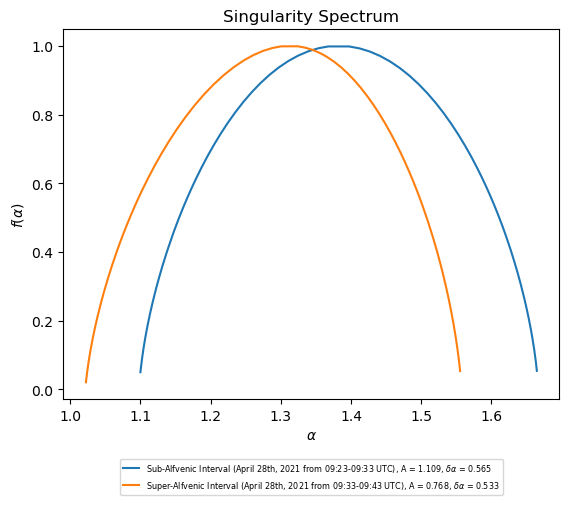 Singularity Spectrum
1.0
0.8
0.6
0.4
0.2
0.0
f(α)
1.0 1.1 1.2 1.3 1.4 1.5 1.6
α
Sub-Alfvenic Interval (April 28th, 2021 from 09:23-09:33 UTC), A = 1.109, δα = 0.565
Super-Alfvenic Interval (April 28th, 2021 from 09:33-09:43 UTC), A = 0.768, δα = 0.533